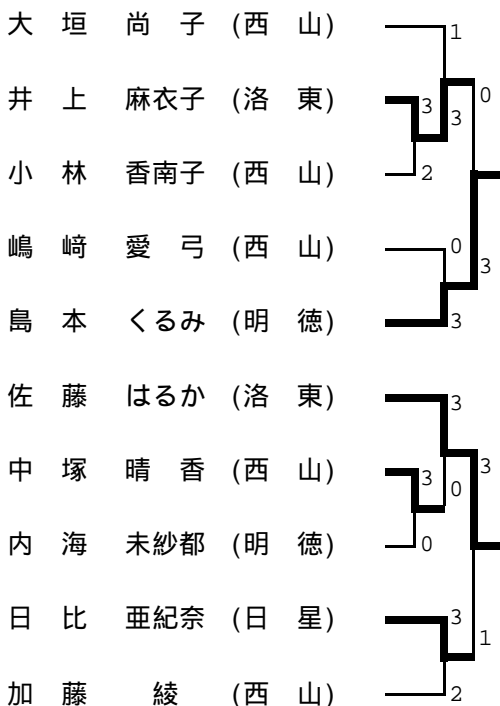 大 垣 尚 子 (西 山) 1
井 上 麻衣子 (洛 東) 3 3 0
小 林 香南子 (西 山) 2
嶋 﨑 愛 弓 (西 山) 0 3
島 本 くるみ (明 徳) 3
佐 藤 はるか (洛 東) 3
中 塚 晴 香 (西 山) 3 0 3
内 海 未紗都 (明 徳) 0
日 比 亜紀奈 (日 星) 3 1
加 藤 綾 (西 山) 2